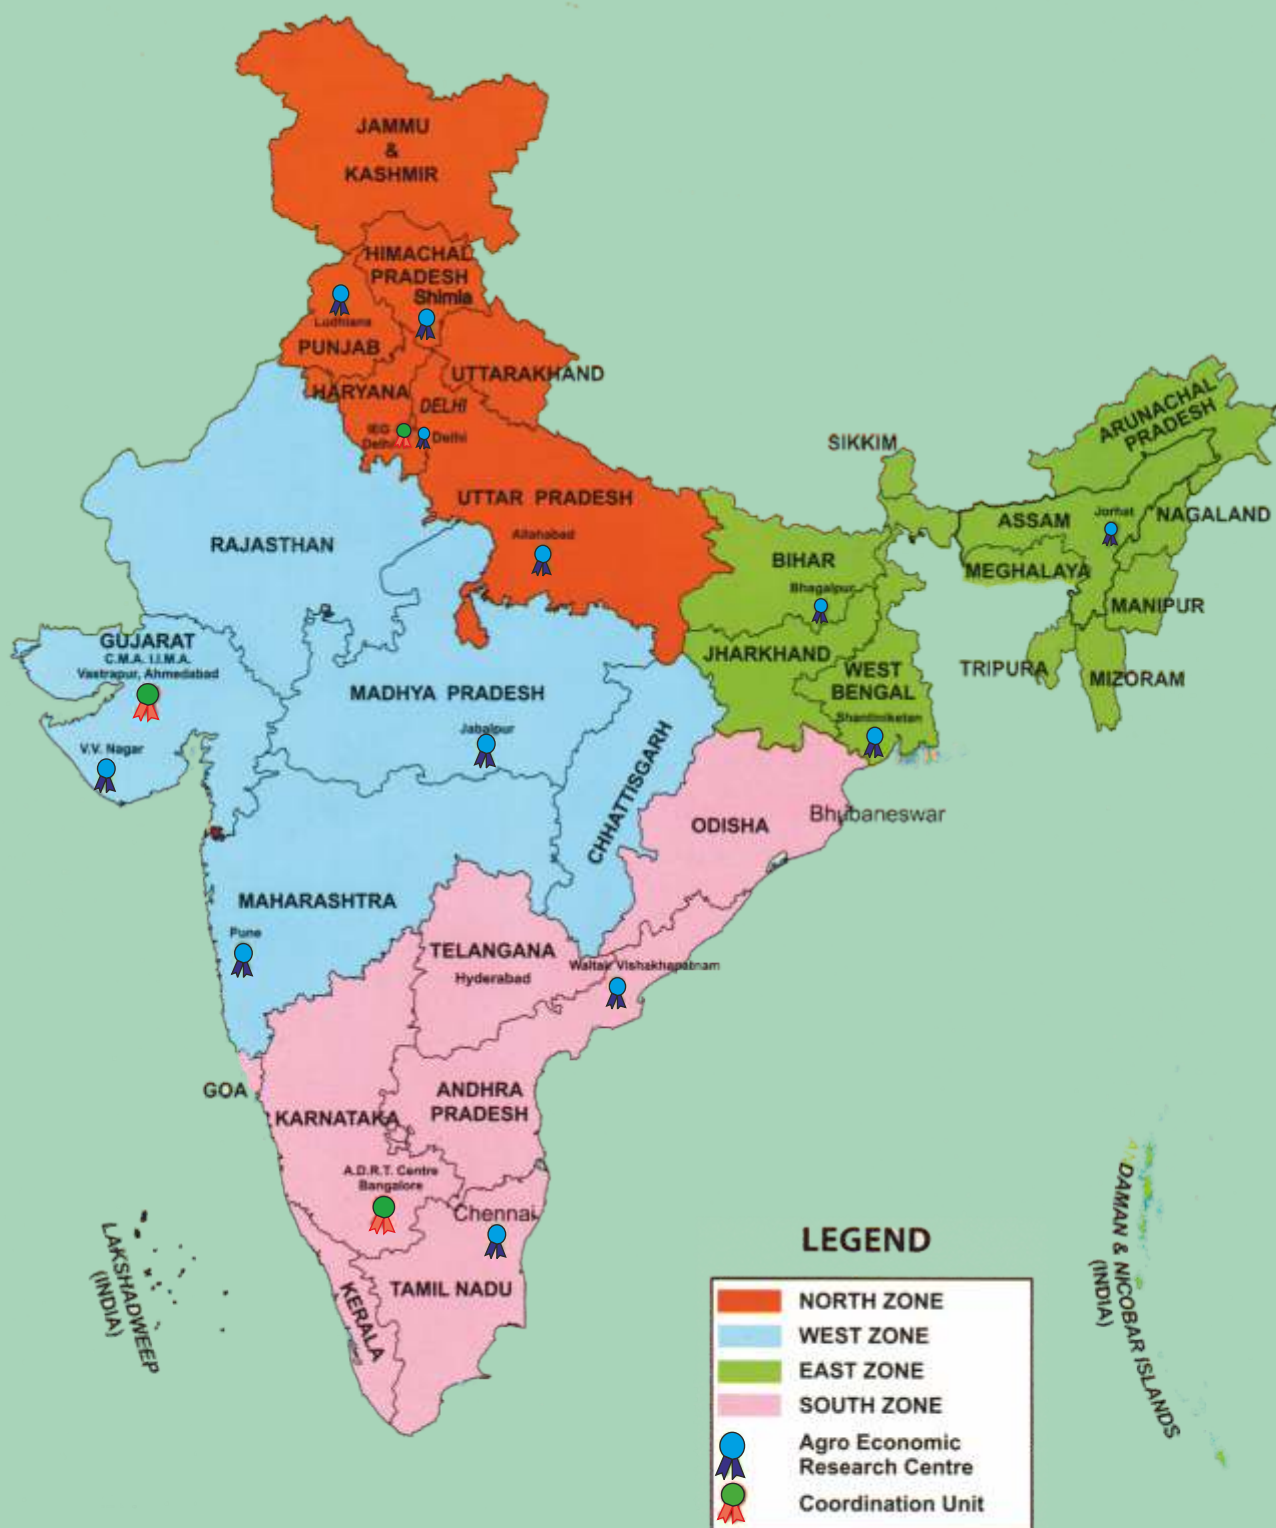 JAMMU
&
KASHMIR
HIMACHAL
PRADESH
Shimla
Ludhiana
PUNJAB
UTTARAKHAND
HARYANA
DELHI
IEG
Delhi
Delhi
UTTAR PRADESH
Allahabad
RAJASTHAN
SIKKIM
ARUNACHAL
PRADESH
ASSAM
Jorhat
NAGALAND
MEGHALAYA
MANIPUR
TRIPURA
MIZORAM
BIHAR
Bhagalpur
JHARKHAND
WEST
BENGAL
Shantiniketan
GUJARAT
C.M.A. I.I.M.A.
Vastrapur, Ahmedabad
V.V. Nagar
MADHYA PRADESH
Jabalpur
CHHATTISGARH
ODISHA
Bhubaneswar
MAHARASHTRA
Pune
TELANGANA
Hyderabad
Waltair Vishakhapatnam
GOA
KARNATAKA
ANDHRA
PRADESH
A.D.R.T. Centre
Bangalore
Chennai
TAMIL NADU
KERALA
LAKSHADWEEP
(INDIA)
DAMAN & NICOBAR ISLANDS
(INDIA)
LEGEND
NORTH ZONE
WEST ZONE
EAST ZONE
SOUTH ZONE
Agro Economic
Research Centre
Coordination Unit